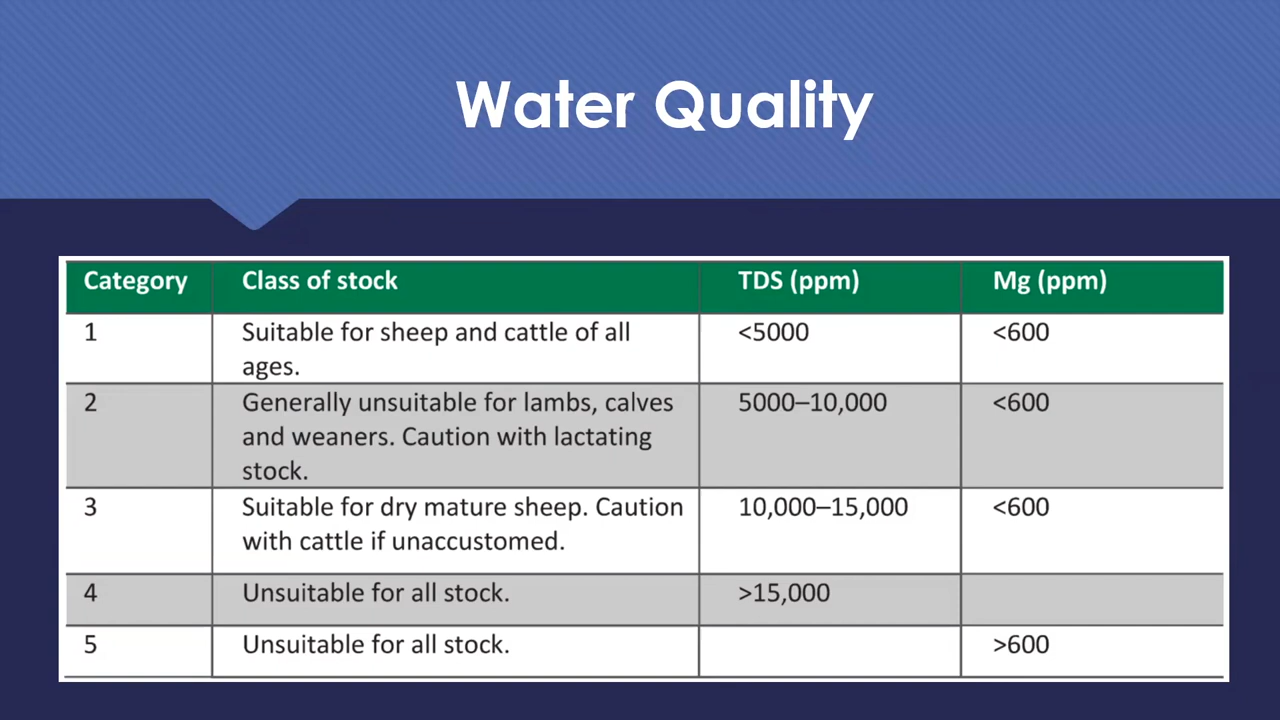 Water Quality
Category Class of stock TDS (ppm) Mg (ppm)
1 Suitable for sheep and cattle of all <5000 <600
ages.
2 Generally unsuitable for lambs, calves 5000–10,000 <600
and weaners. Caution with lactating
stock.
3 Suitable for dry mature sheep. Caution 10,000–15,000 <600
with cattle if unaccustomed.
4 Unsuitable for all stock. >15,000
5 Unsuitable for all stock. >600